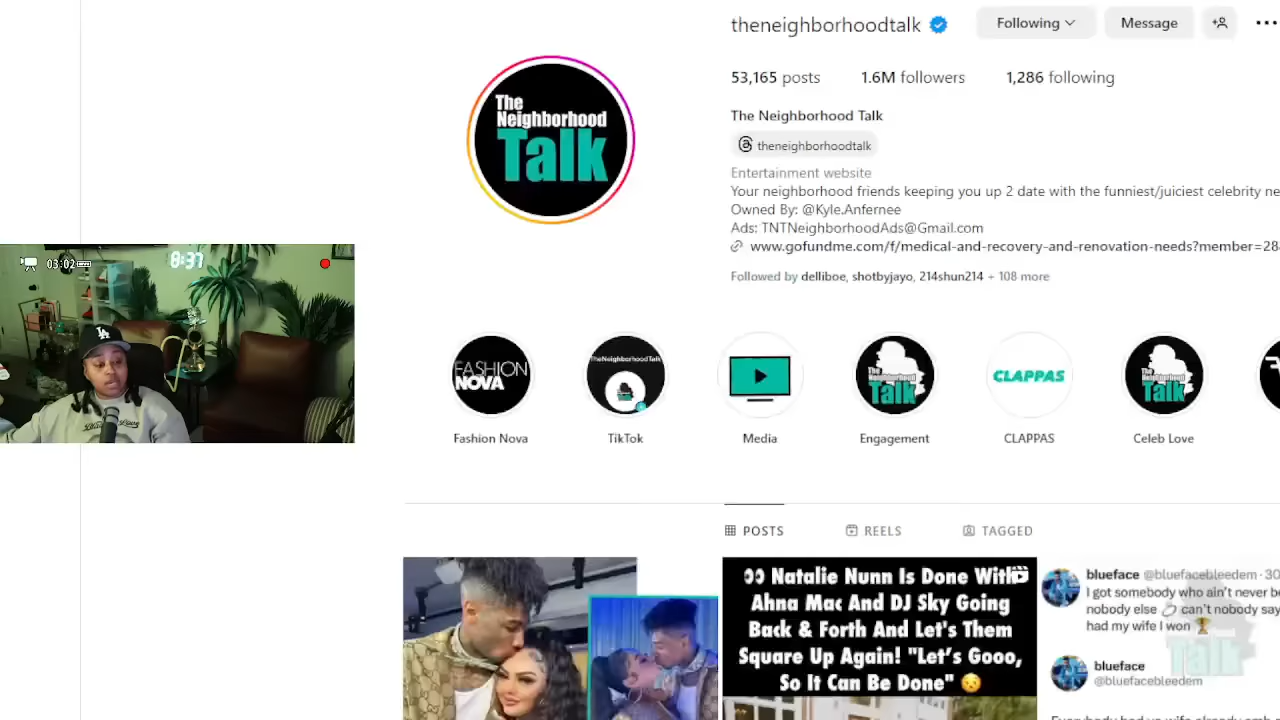 theneighborhoodtalk
Following
Message
53,165 posts
1.6M followers
1,286 following
The Neighborhood Talk
theneighborhoodtalk
Entertainment website
Your neighborhood friends keeping you up 2 date with the funniest/juiciest celebrity ne
Owned By: @Kyle.Anfernee
Ads: TNTNeighborhoodAds@Gmail.com
www.gofundme.com/f/medical-and-recovery-and-renovation-needs?member=28
Followed by delliboe, shotbyjayo, 214shun214 + 108 more
The
Neighborhood
Talk
03:02
8:37
LA
FASHION
NOVA
TheNeighborhoodTalk
The
Neighborhood
Talk
CLAPPAS
The
Neighborhood
Talk
Fashion Nova
TikTok
Media
Engagement
CLAPPAS
Celeb Love
POSTS
REELS
TAGGED
Natalie Nunn Is Done With
Ahna Mac And DJ Sky Going
Back & Forth And Let's Them
Square Up Again! "Let's Gooo,
So It Can Be Done"
blueface @bluefacebleedem · 30
I got somebody who ain't never be
nobody else can't nobody say
had my wife I won
Talk
blueface
@bluefacebleedem